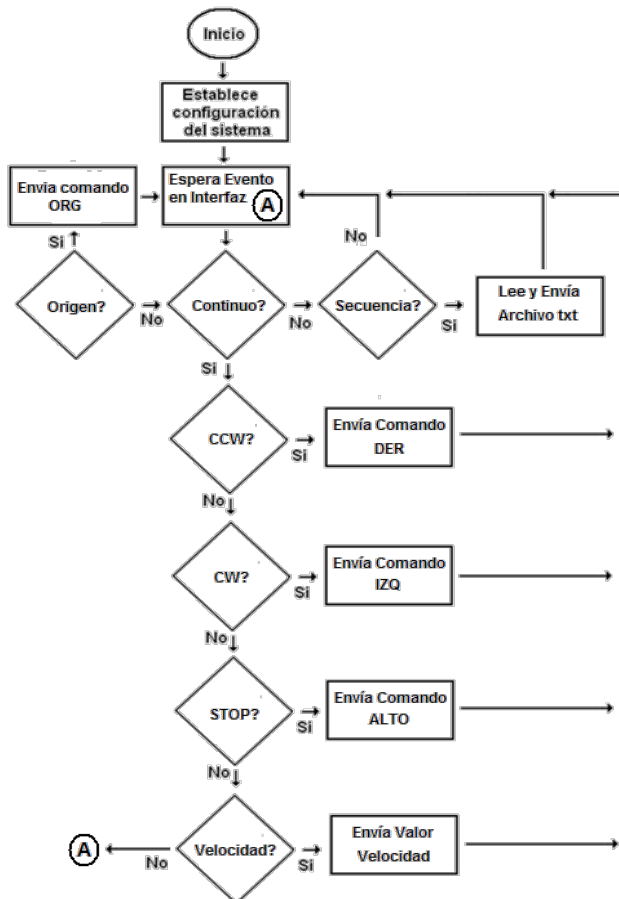 Inicio
Establece
configuración
del sistema
Envia comando
ORG
Espera Evento
en Interfaz
A
Si
No
Origen?
No
Continuo?
No
Secuencia?
Si
Lee y Envía
Archivo txt
Si
CCW?
Si
Envía Comando
DER
No
CW?
Si
Envía Comando
IZQ
No
STOP?
Si
Envía Comando
ALTO
No
A
No
Velocidad?
Si
Envía Valor
Velocidad